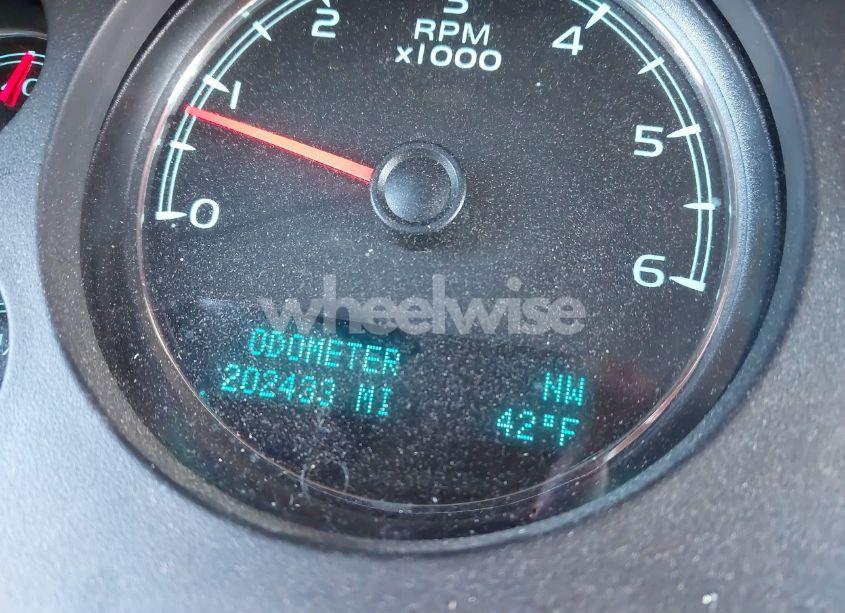 2
3
4
RPM
x1000
1
5
0
6
wheelwise
ODOMETER
NW
202433 MI
42°F